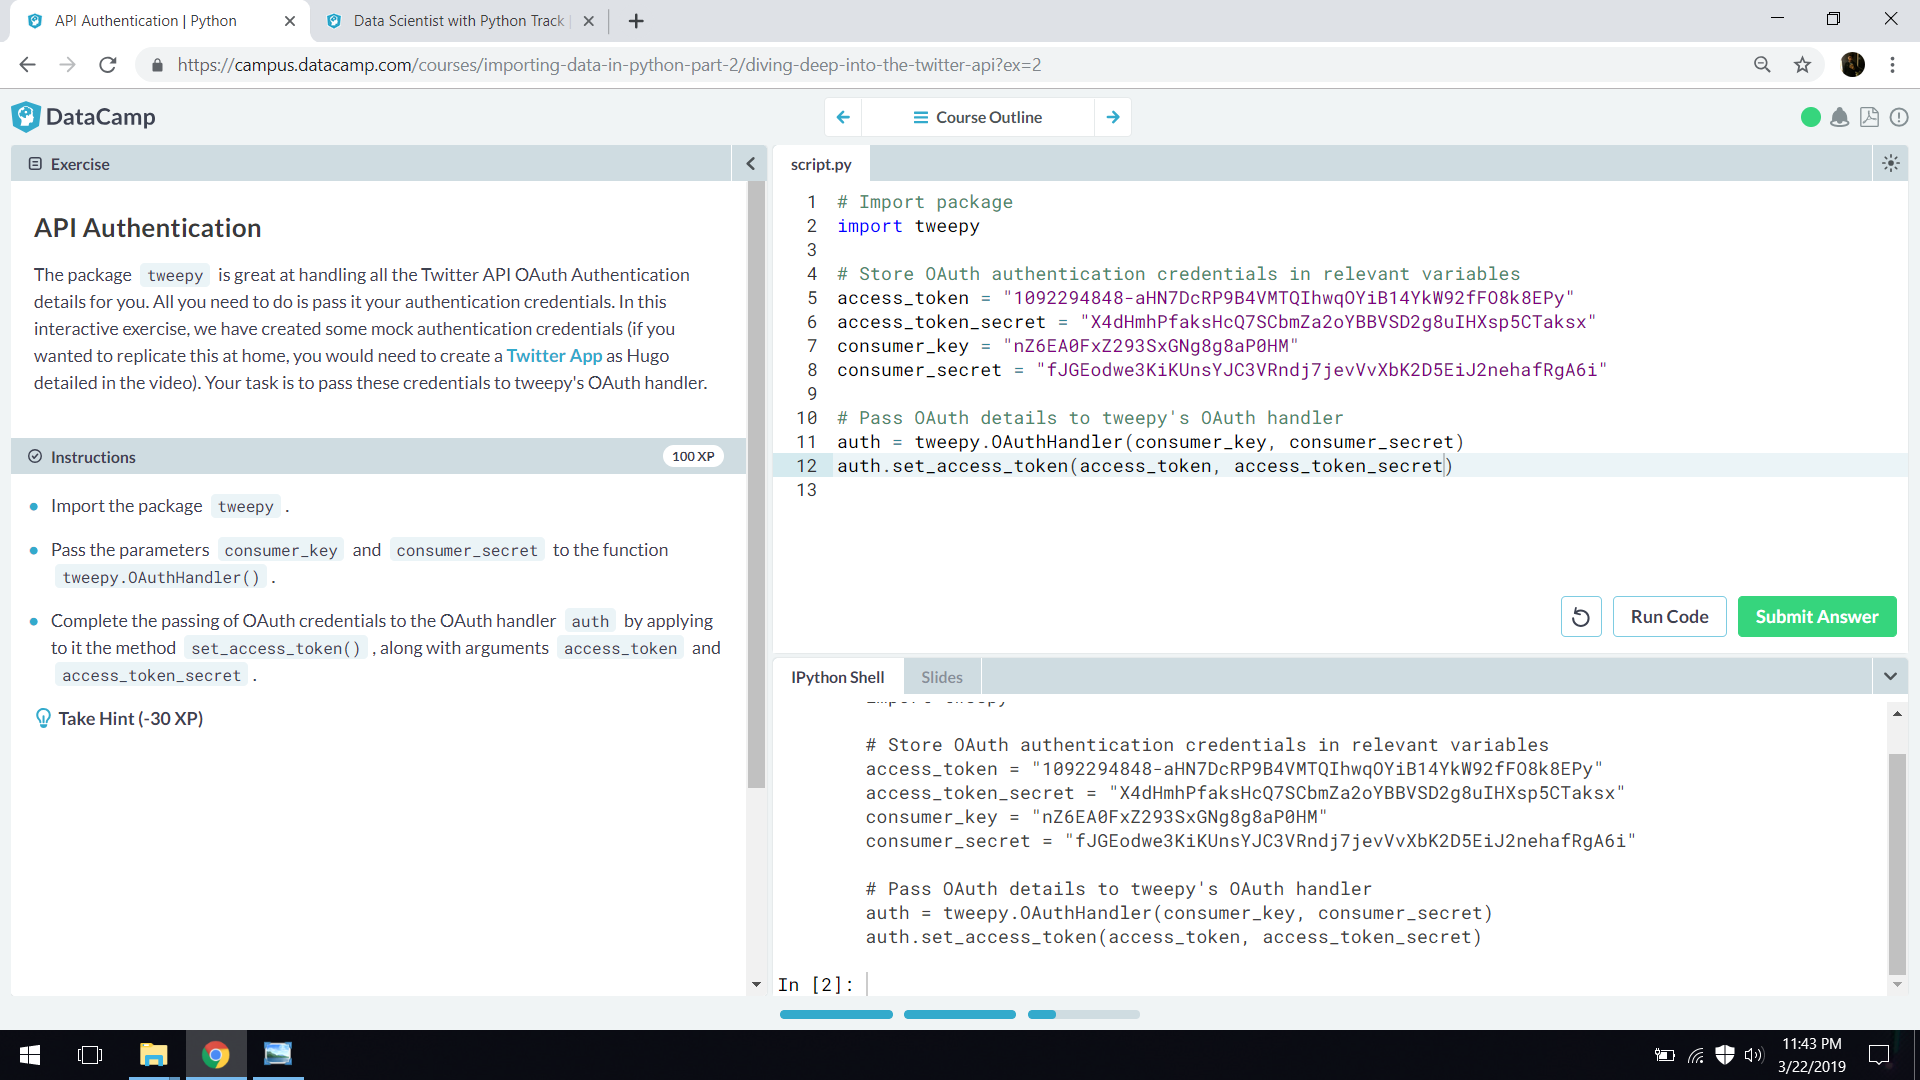 API Authentication | Python
Data Scientist with Python Track
https://campus.datacamp.com/courses/importing-data-in-python-part-2/diving-deep-into-the-twitter-api?ex=2
DataCamp
Course Outline
Exercise
API Authentication
The package tweepy is great at handling all the Twitter API OAuth Authentication
details for you. All you need to do is pass it your authentication credentials. In this
interactive exercise, we have created some mock authentication credentials (if you
wanted to replicate this at home, you would need to create a Twitter App as Hugo
detailed in the video). Your task is to pass these credentials to tweepy's OAuth handler.
Instructions
100 XP
Import the package tweepy .
Pass the parameters consumer_key and consumer_secret to the function
tweepy.OAuthHandler() .
Complete the passing of OAuth credentials to the OAuth handler auth by applying
to it the method set_access_token() , along with arguments access_token and
access_token_secret .
Take Hint (-30 XP)
script.py
1 # Import package
2 import tweepy
3
4 # Store OAuth authentication credentials in relevant variables
5 access_token = "1092294848-aHN7DcRP9B4VMTQIhwqOYiB14YkW92fFO8k8EPy"
6 access_token_secret = "X4dHmhPfaksHcQ7SCbmZa2oYBBVSD2g8uIHXsp5CTaksx"
7 consumer_key = "nZ6EA0FxZ293SxGNg8g8aP0HM"
8 consumer_secret = "fJGEodwe3KiKUnsYJC3VRndj7jevVvXbK2D5EiJ2nehafRgA6i"
9
10 # Pass OAuth details to tweepy's OAuth handler
11 auth = tweepy.OAuthHandler(consumer_key, consumer_secret)
12 auth.set_access_token(access_token, access_token_secret)
13
Run Code
Submit Answer
IPython Shell
Slides
import tweepy
# Store OAuth authentication credentials in relevant variables
access_token = "1092294848-aHN7DcRP9B4VMTQIhwqOYiB14YkW92fFO8k8EPy"
access_token_secret = "X4dHmhPfaksHcQ7SCbmZa2oYBBVSD2g8uIHXsp5CTaksx"
consumer_key = "nZ6EA0FxZ293SxGNg8g8aP0HM"
consumer_secret = "fJGEodwe3KiKUnsYJC3VRndj7jevVvXbK2D5EiJ2nehafRgA6i"
# Pass OAuth details to tweepy's OAuth handler
auth = tweepy.OAuthHandler(consumer_key, consumer_secret)
auth.set_access_token(access_token, access_token_secret)
In [2]:
11:43 PM
3/22/2019